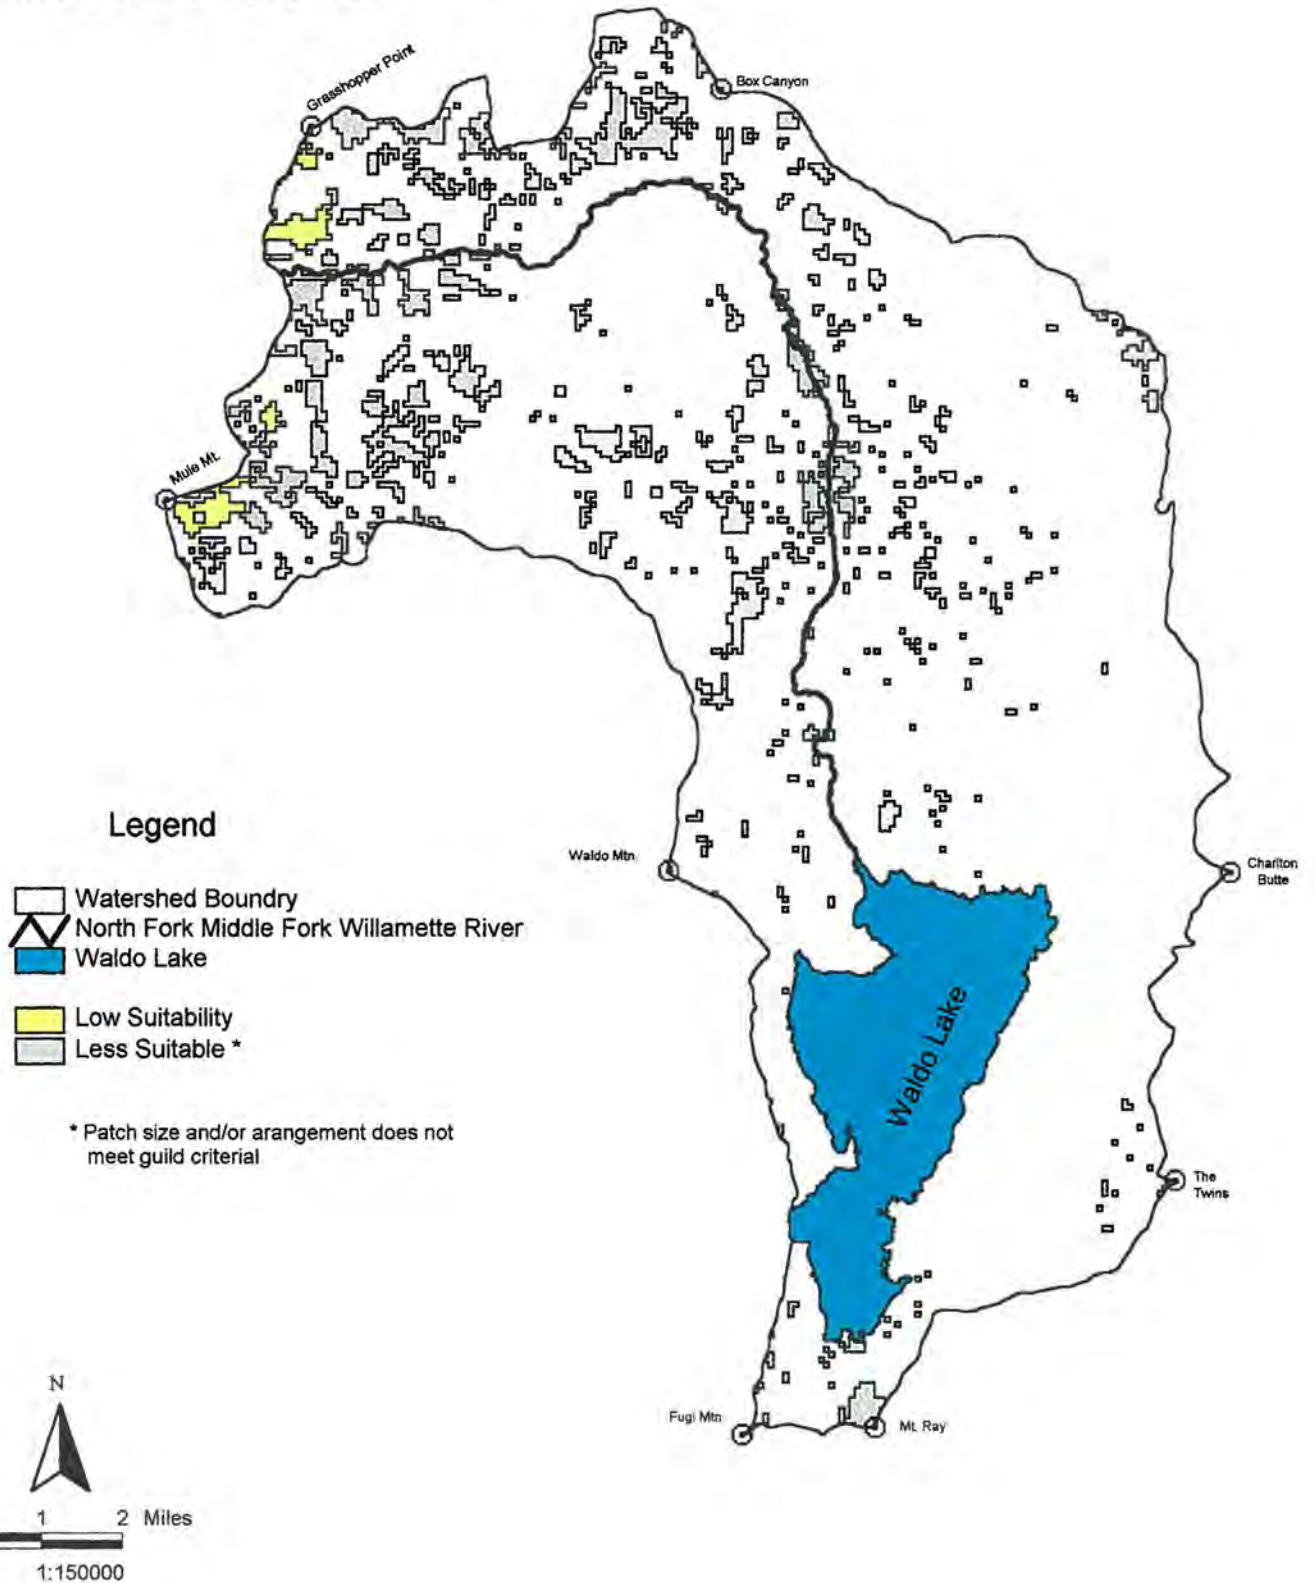 Grasshopper Point
Box Canyon
Mule Mt.
Legend
Watershed Boundry
North Fork Middle Fork Willamette River
Waldo Lake
Low Suitability
Less Suitable *
* Patch size and/or arangement does not
meet guild criterial
Waldo Mtn
Charlton
Butte
Waldo Lake
The
Twins
Fugi Mtn
Mt. Ray
N
1 2 Miles
1:150000